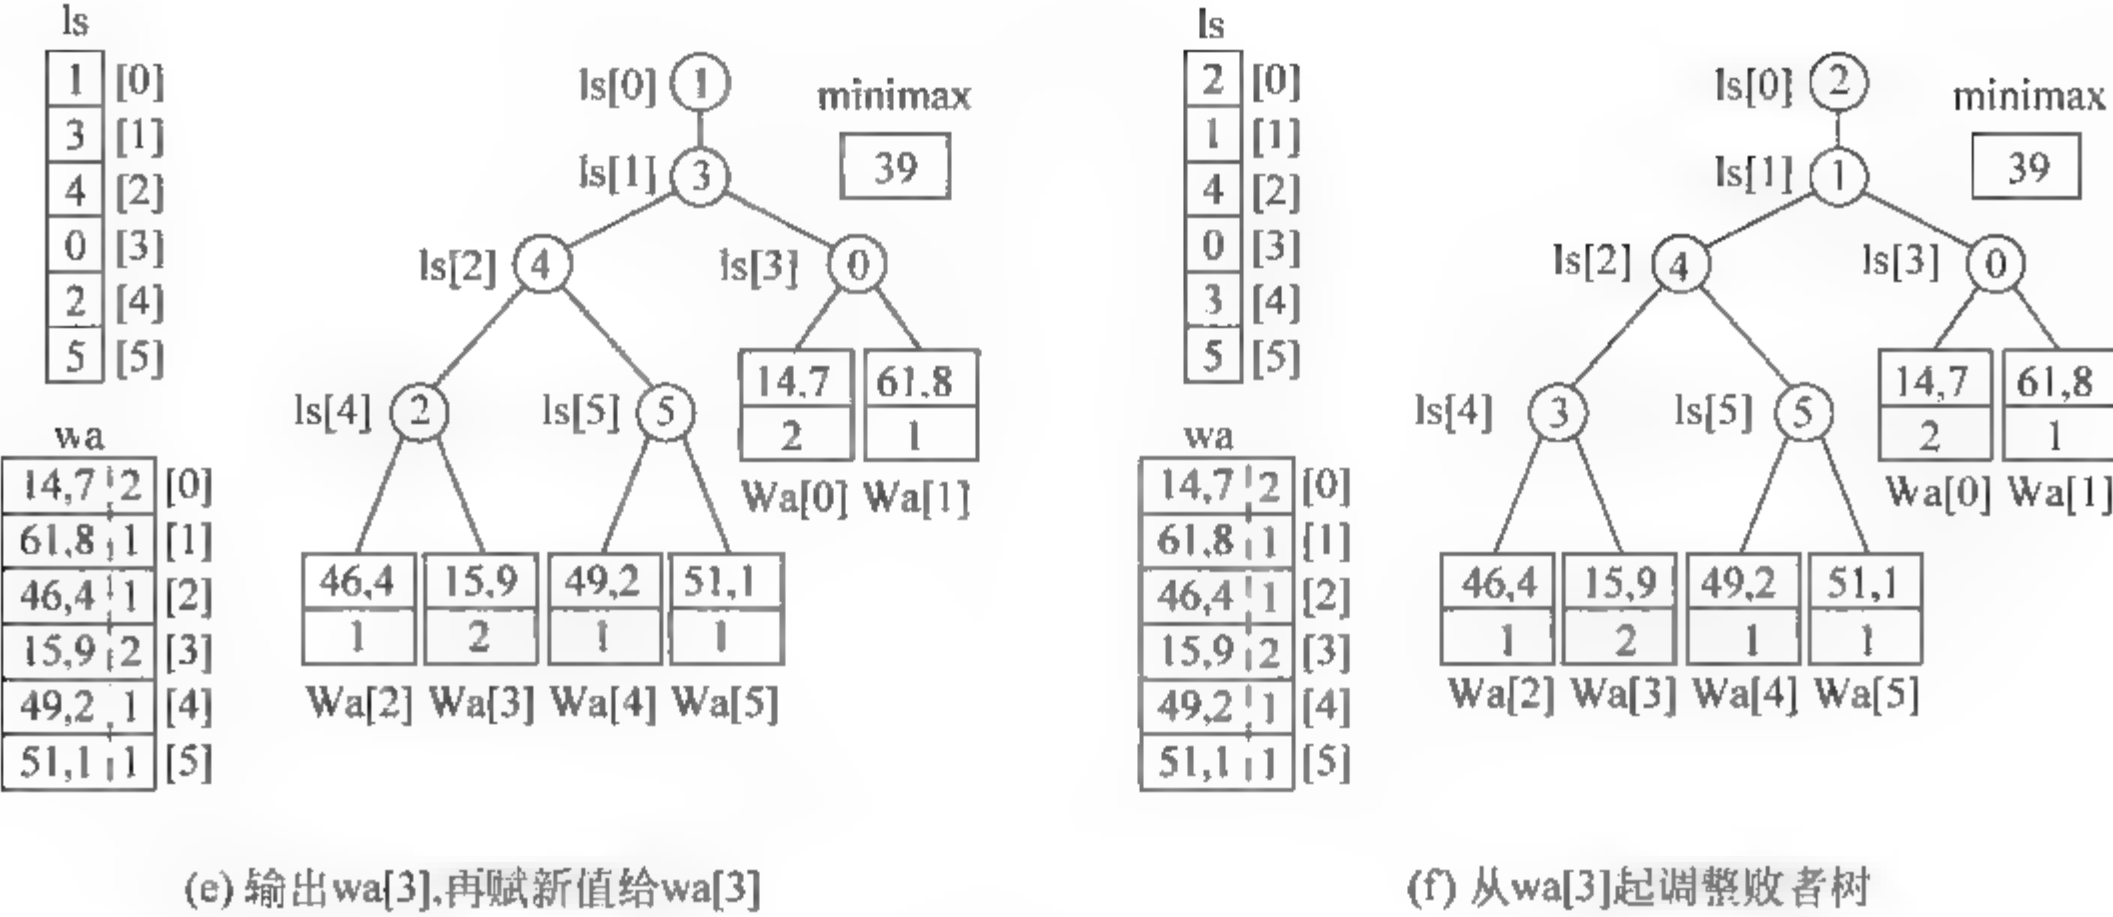 ls
1 [0]
3 [1]
4 [2]
0 [3]
2 [4]
5 [5]
wa
14,7 2 [0]
61,8 1 [1]
46,4 1 [2]
15,9 2 [3]
49,2 1 [4]
51,1 1 [5]
ls[0] 1
minimax
39
ls[1] 3
ls[2] 4
ls[3] 0
ls[4] 2
ls[5] 5
14,7 61,8
2 1
Wa[0] Wa[1]
46,4 15,9 49,2 51,1
1 2 1 1
Wa[2] Wa[3] Wa[4] Wa[5]
(e) 输出wa[3],再赋新值给wa[3]
ls
2 [0]
1 [1]
4 [2]
0 [3]
3 [4]
5 [5]
wa
14,7 2 [0]
61,8 1 [1]
46,4 1 [2]
15,9 2 [3]
49,2 1 [4]
51,1 1 [5]
ls[0] 2
minimax
39
ls[1] 1
ls[2] 4
ls[3] 0
ls[4] 3
ls[5] 5
14,7 61,8
2 1
Wa[0] Wa[1]
46,4 15,9 49,2 51,1
1 2 1 1
Wa[2] Wa[3] Wa[4] Wa[5]
(f) 从wa[3]起调整败者树